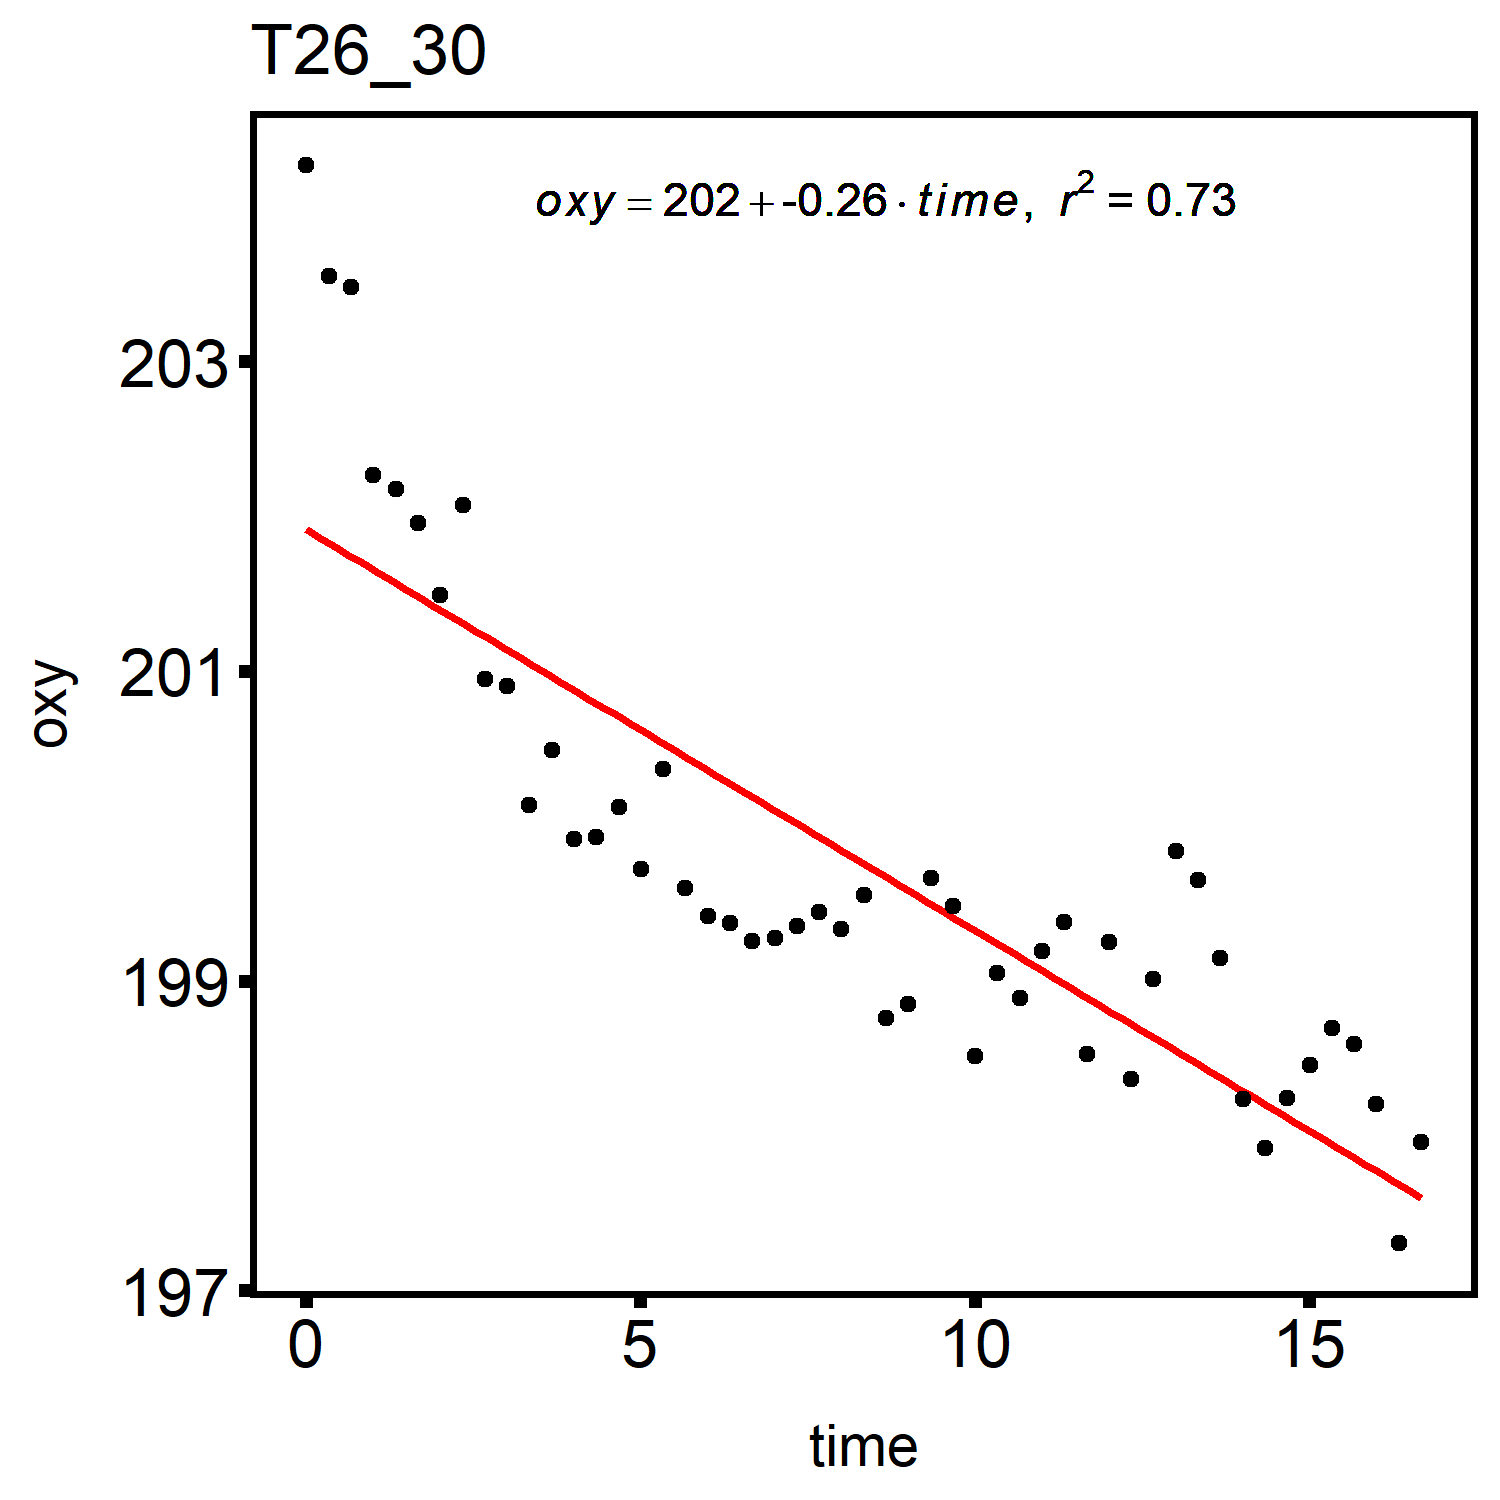 T26_30
oxy = 202 + -0.26 · time, r² = 0.73
203
201
199
197
oxy
0 5 10 15
time